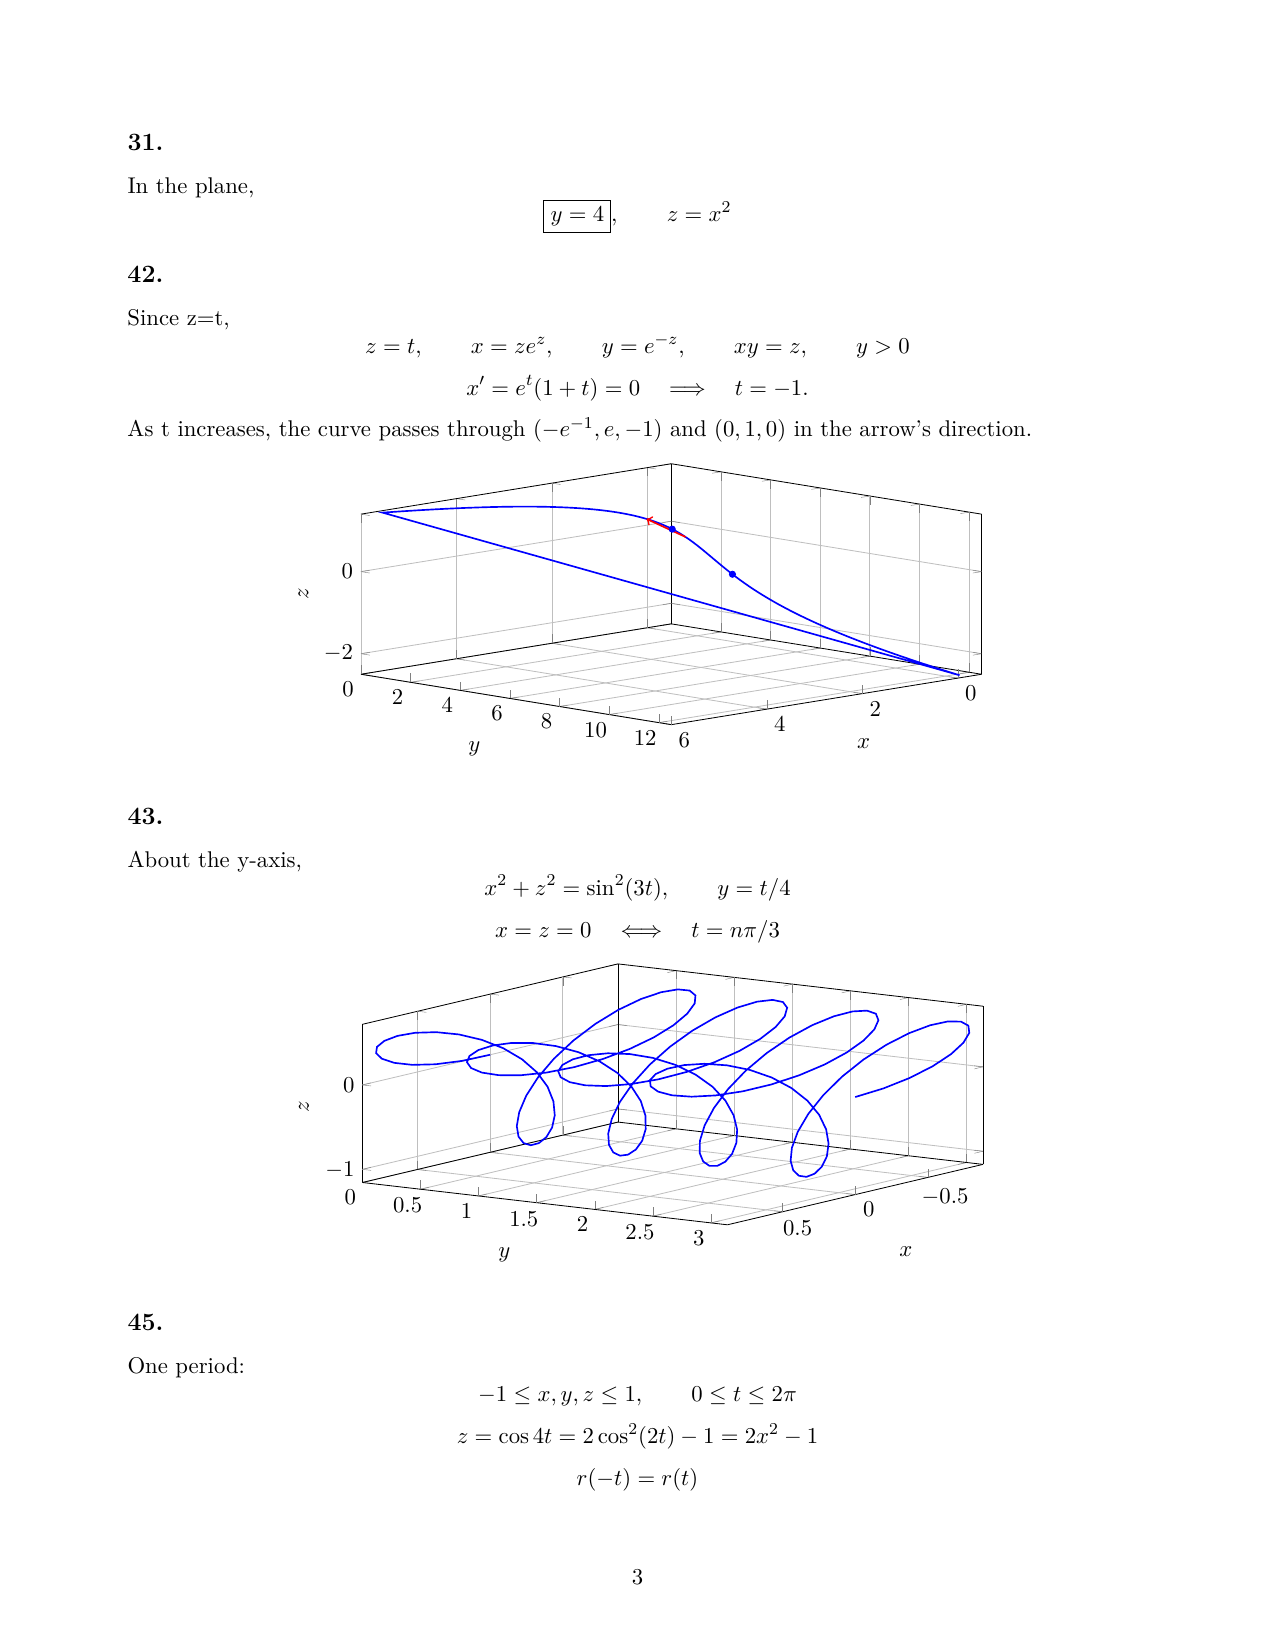 31.
In the plane,
y = 4, z = x²
42.
Since z=t,
z = t, x = zeᶻ, y = e⁻ᶻ, xy = z, y > 0
x′ = eᵗ(1 + t) = 0 ⟹ t = −1.
As t increases, the curve passes through (−e⁻¹, e, −1) and (0, 1, 0) in the arrow's direction.
0
−2
z
0 2 4 6 8 10 12
y
6 4 2 0
x
43.
About the y-axis,
x² + z² = sin²(3t), y = t/4
x = z = 0 ⟺ t = nπ/3
0
−1
z
0 0.5 1 1.5 2 2.5 3
y
0.5 0 −0.5
x
45.
One period:
−1 ≤ x, y, z ≤ 1, 0 ≤ t ≤ 2π
z = cos 4t = 2 cos²(2t) − 1 = 2x² − 1
r(−t) = r(t)
3